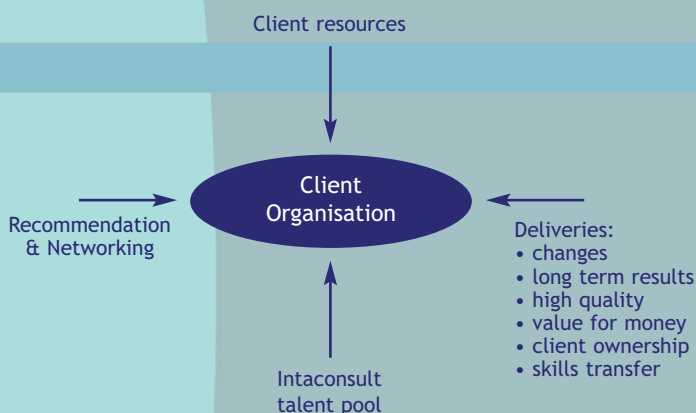 Client resources
Client
Organisation
Recommendation
& Networking
Deliveries:
• changes
• long term results
• high quality
• value for money
• client ownership
• skills transfer
Intaconsult
talent pool